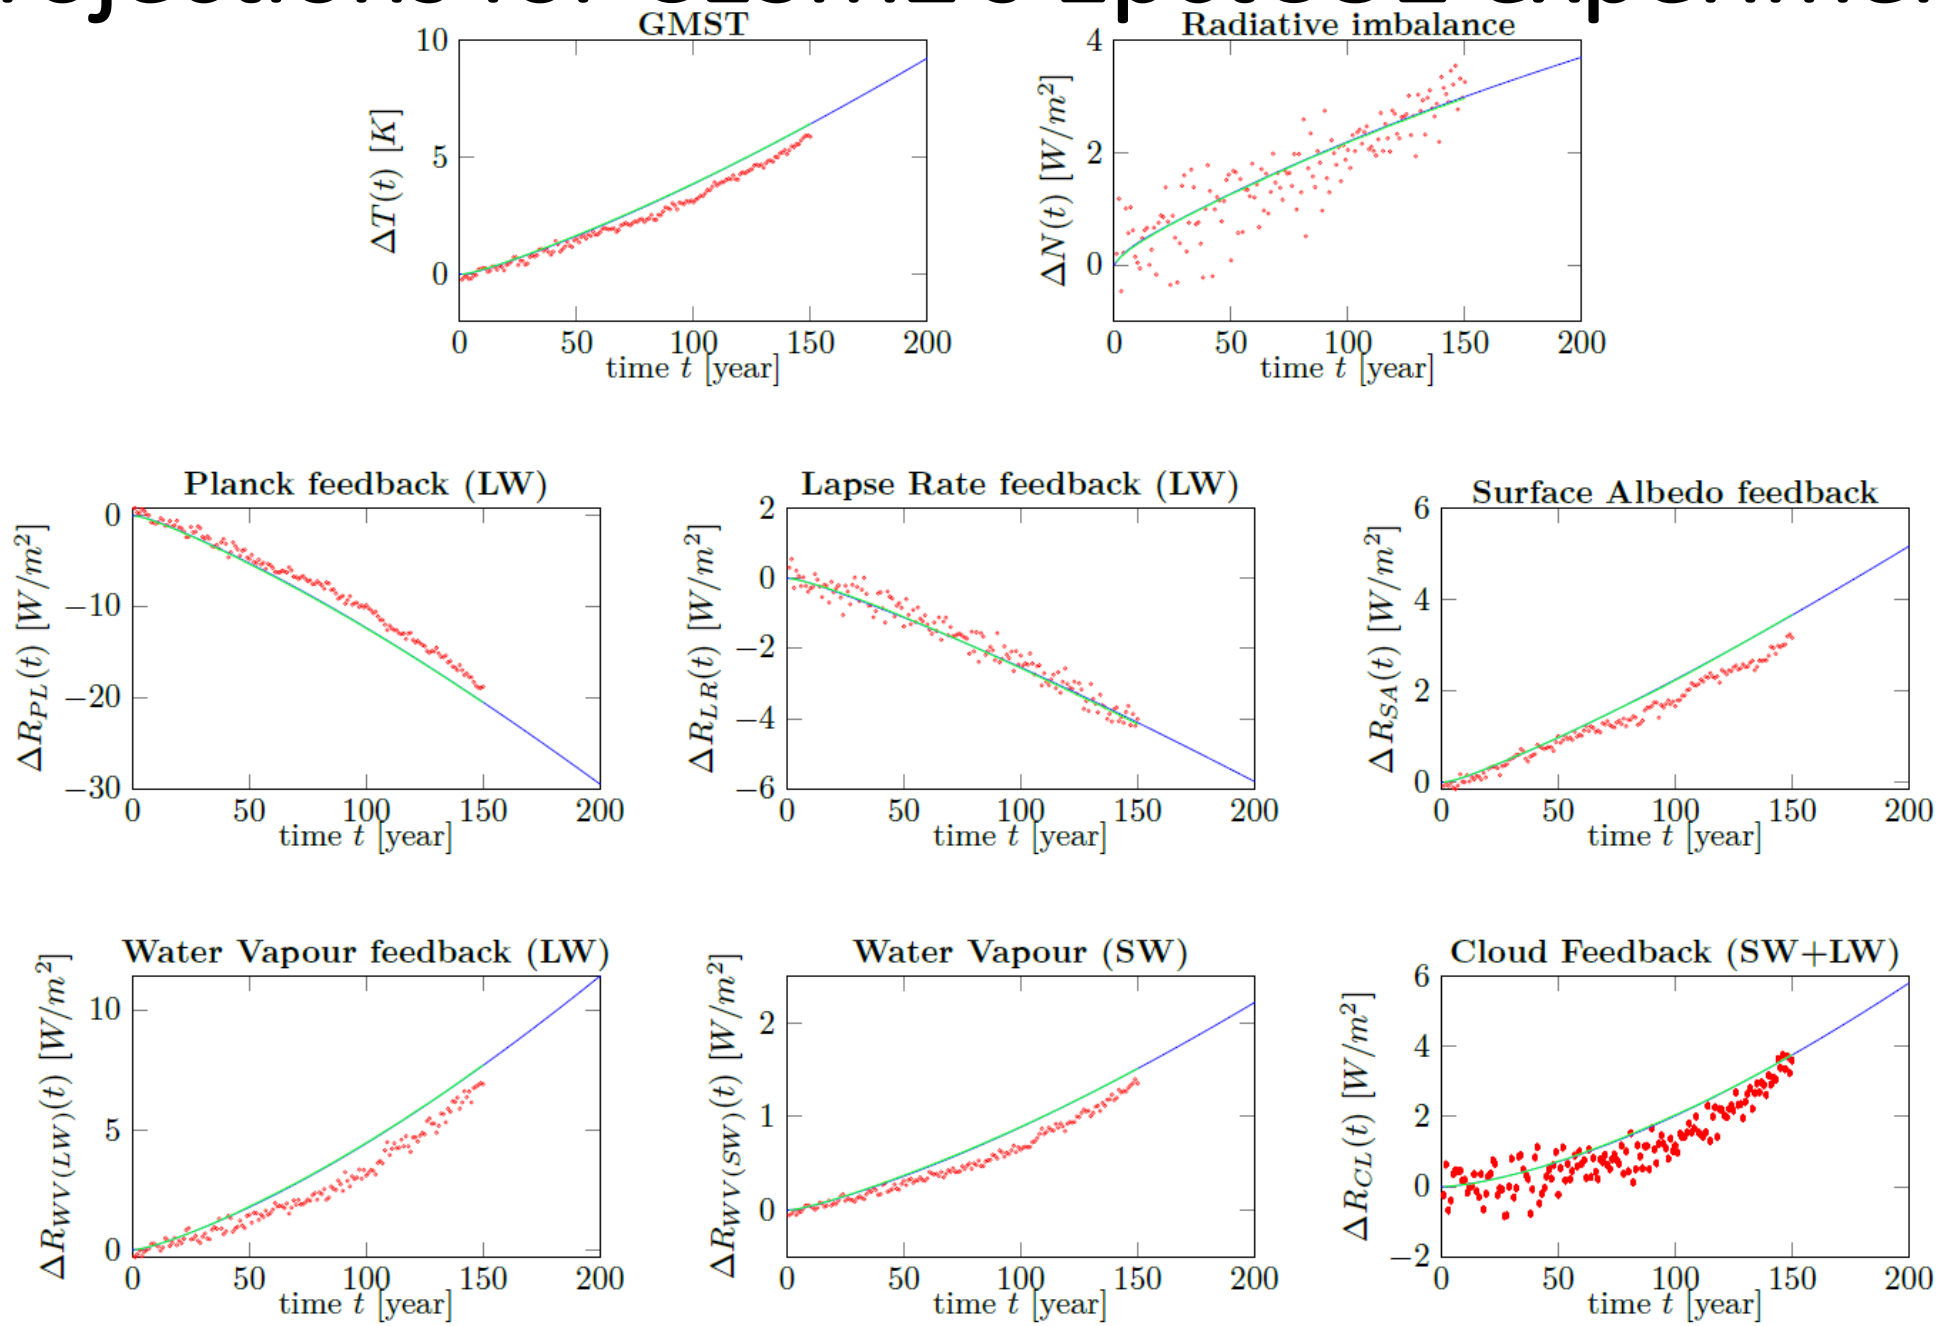 GMST
Radiative imbalance
ΔT(t) [K]
10
5
0
0 50 100 150 200
time t [year]
ΔN(t) [W/m²]
4
2
0
0 50 100 150 200
time t [year]
Planck feedback (LW)
Lapse Rate feedback (LW)
Surface Albedo feedback
ΔR_PL(t) [W/m²]
0
−10
−20
−30
0 50 100 150 200
time t [year]
ΔR_LR(t) [W/m²]
2
0
−2
−4
−6
0 50 100 150 200
time t [year]
ΔR_SA(t) [W/m²]
6
4
2
0
0 50 100 150 200
time t [year]
Water Vapour feedback (LW)
Water Vapour (SW)
Cloud Feedback (SW+LW)
ΔR_WV(LW)(t) [W/m²]
10
5
0
0 50 100 150 200
time t [year]
ΔR_WV(SW)(t) [W/m²]
2
1
0
0 50 100 150 200
time t [year]
ΔR_CL(t) [W/m²]
6
4
2
0
−2
0 50 100 150 200
time t [year]